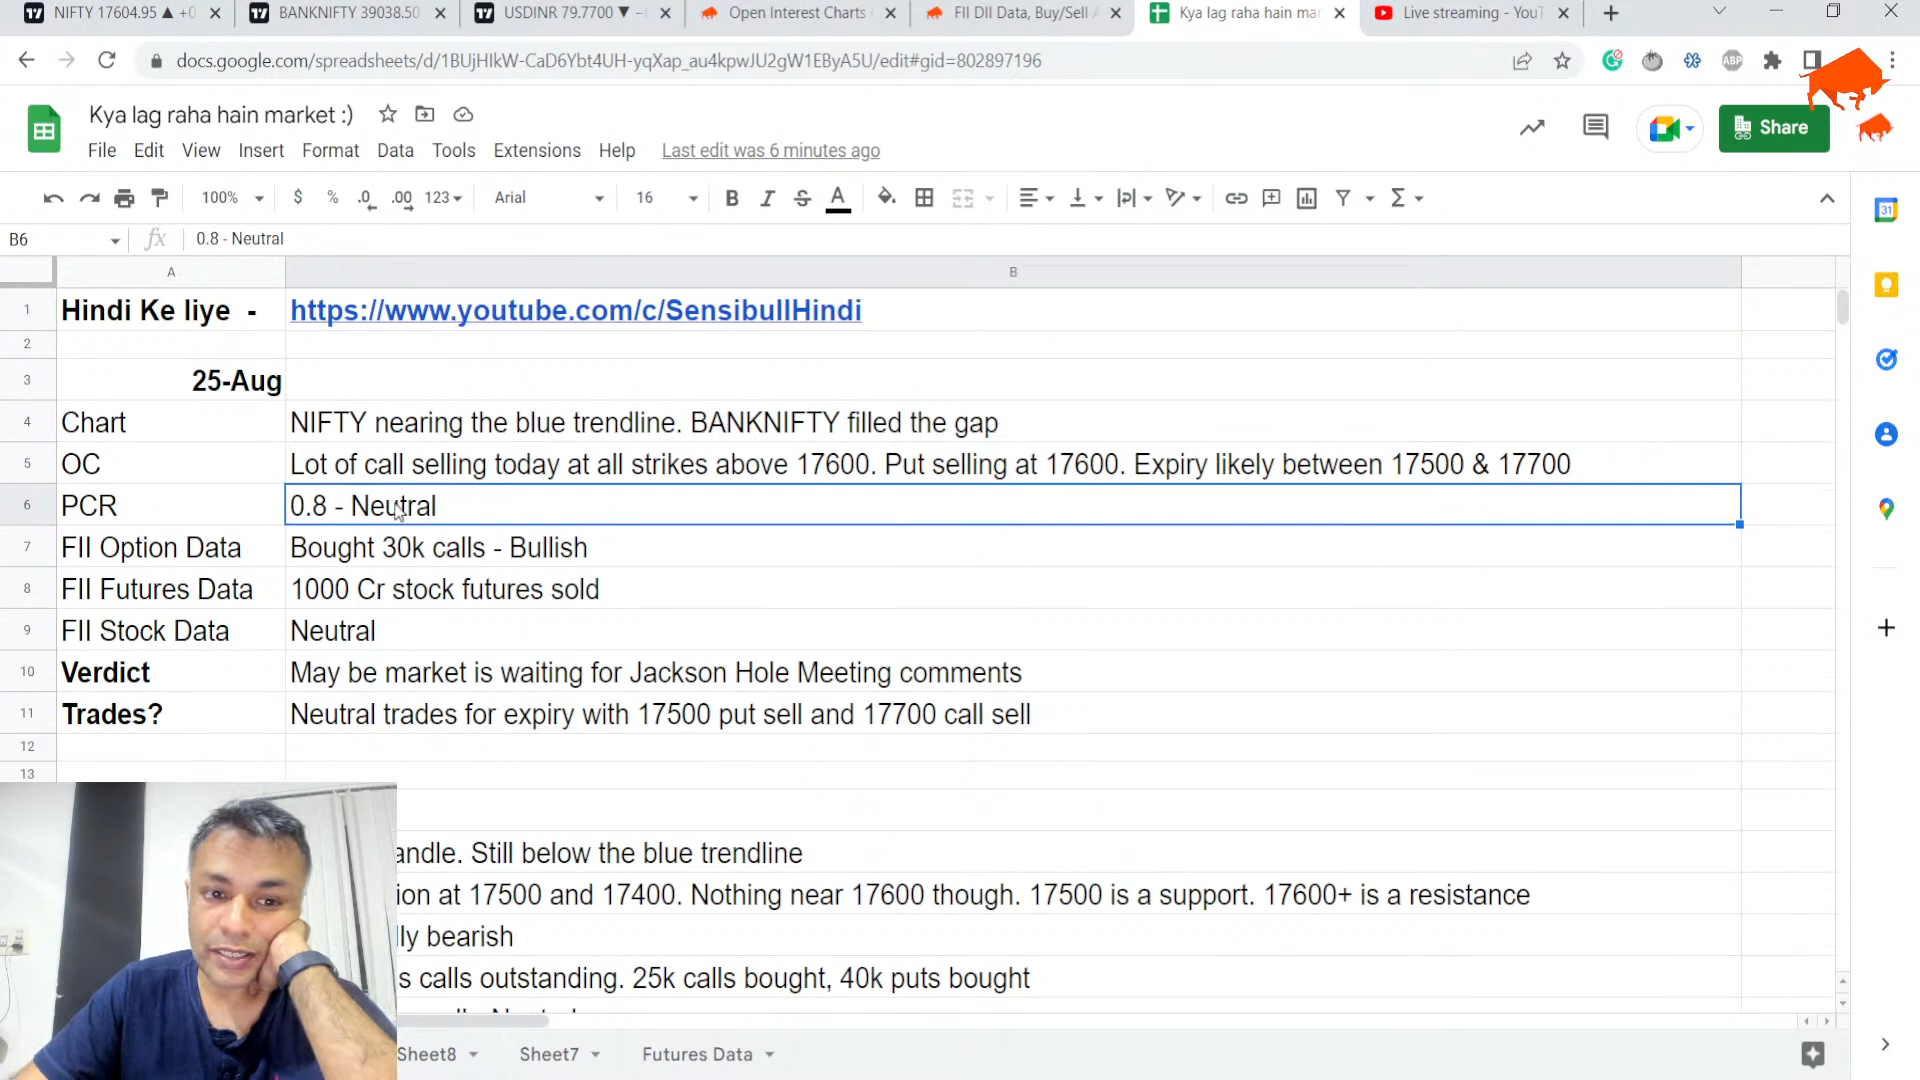 NIFTY 17604.95 ▲ +0
BANKNIFTY 39038.50
USDINR 79.7700 ▼
Open Interest Charts
FII DII Data, Buy/Sell
Kya lag raha hain mar
Live streaming - YouT
docs.google.com/spreadsheets/d/1BUjHIkW-CaD6Ybt4UH-yqXap_au4kpwJU2gW1EByA5U/edit#gid=802897196
ABP
Kya lag raha hain market :)
File Edit View Insert Format Data Tools Extensions Help Last edit was 6 minutes ago
Share
100% $ % .0 .00 123 Arial 16 B I S A
31
B6 fx 0.8 - Neutral
A B
1 Hindi Ke liye - https://www.youtube.com/c/SensibullHindi
2
3 25-Aug
4 Chart NIFTY nearing the blue trendline. BANKNIFTY filled the gap
5 OC Lot of call selling today at all strikes above 17600. Put selling at 17600. Expiry likely between 17500 & 17700
6 PCR 0.8 - Neutral
7 FII Option Data Bought 30k calls - Bullish
8 FII Futures Data 1000 Cr stock futures sold
9 FII Stock Data Neutral
10 Verdict May be market is waiting for Jackson Hole Meeting comments
11 Trades? Neutral trades for expiry with 17500 put sell and 17700 call sell
12
13
andle. Still below the blue trendline
ion at 17500 and 17400. Nothing near 17600 though. 17500 is a support. 17600+ is a resistance
lly bearish
s calls outstanding. 25k calls bought, 40k puts bought
Sheet8 Sheet7 Futures Data